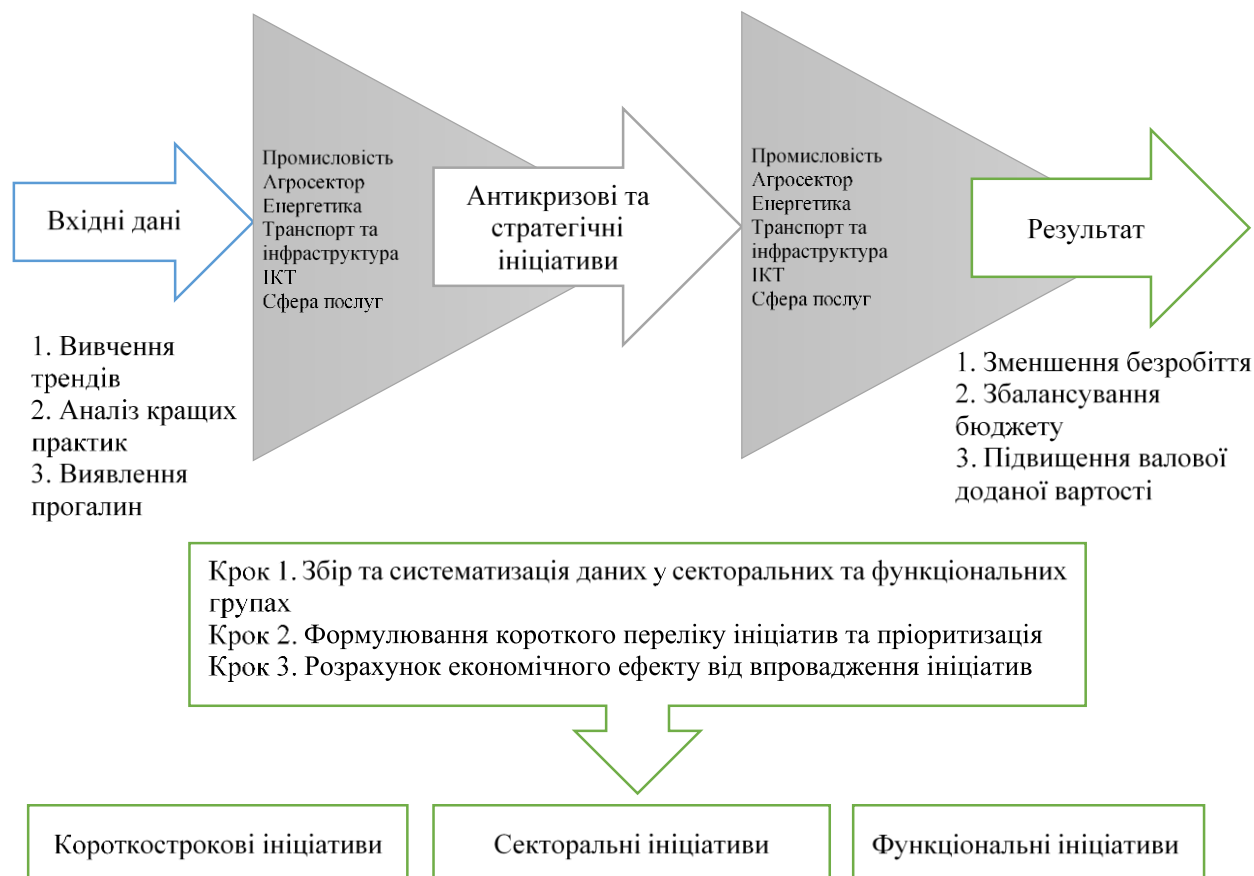 Вхідні дані
1. Вивчення
трендів
2. Аналіз кращих
практик
3. Виявлення
прогалин
Промисловість
Агросектор
Енергетика
Транспорт та
інфраструктура
ІКТ
Сфера послуг
Антикризові та
стратегічні
ініціативи
Промисловість
Агросектор
Енергетика
Транспорт та
інфраструктура
ІКТ
Сфера послуг
Результат
1. Зменшення безробіття
2. Збалансування
бюджету
3. Підвищення валової
доданої вартості
Крок 1. Збір та систематизація даних у секторальних та функціональних
групах
Крок 2. Формулювання короткого переліку ініціатив та пріоритизація
Крок 3. Розрахунок економічного ефекту від впровадження ініціатив
Короткострокові ініціативи
Секторальні ініціативи
Функціональні ініціативи